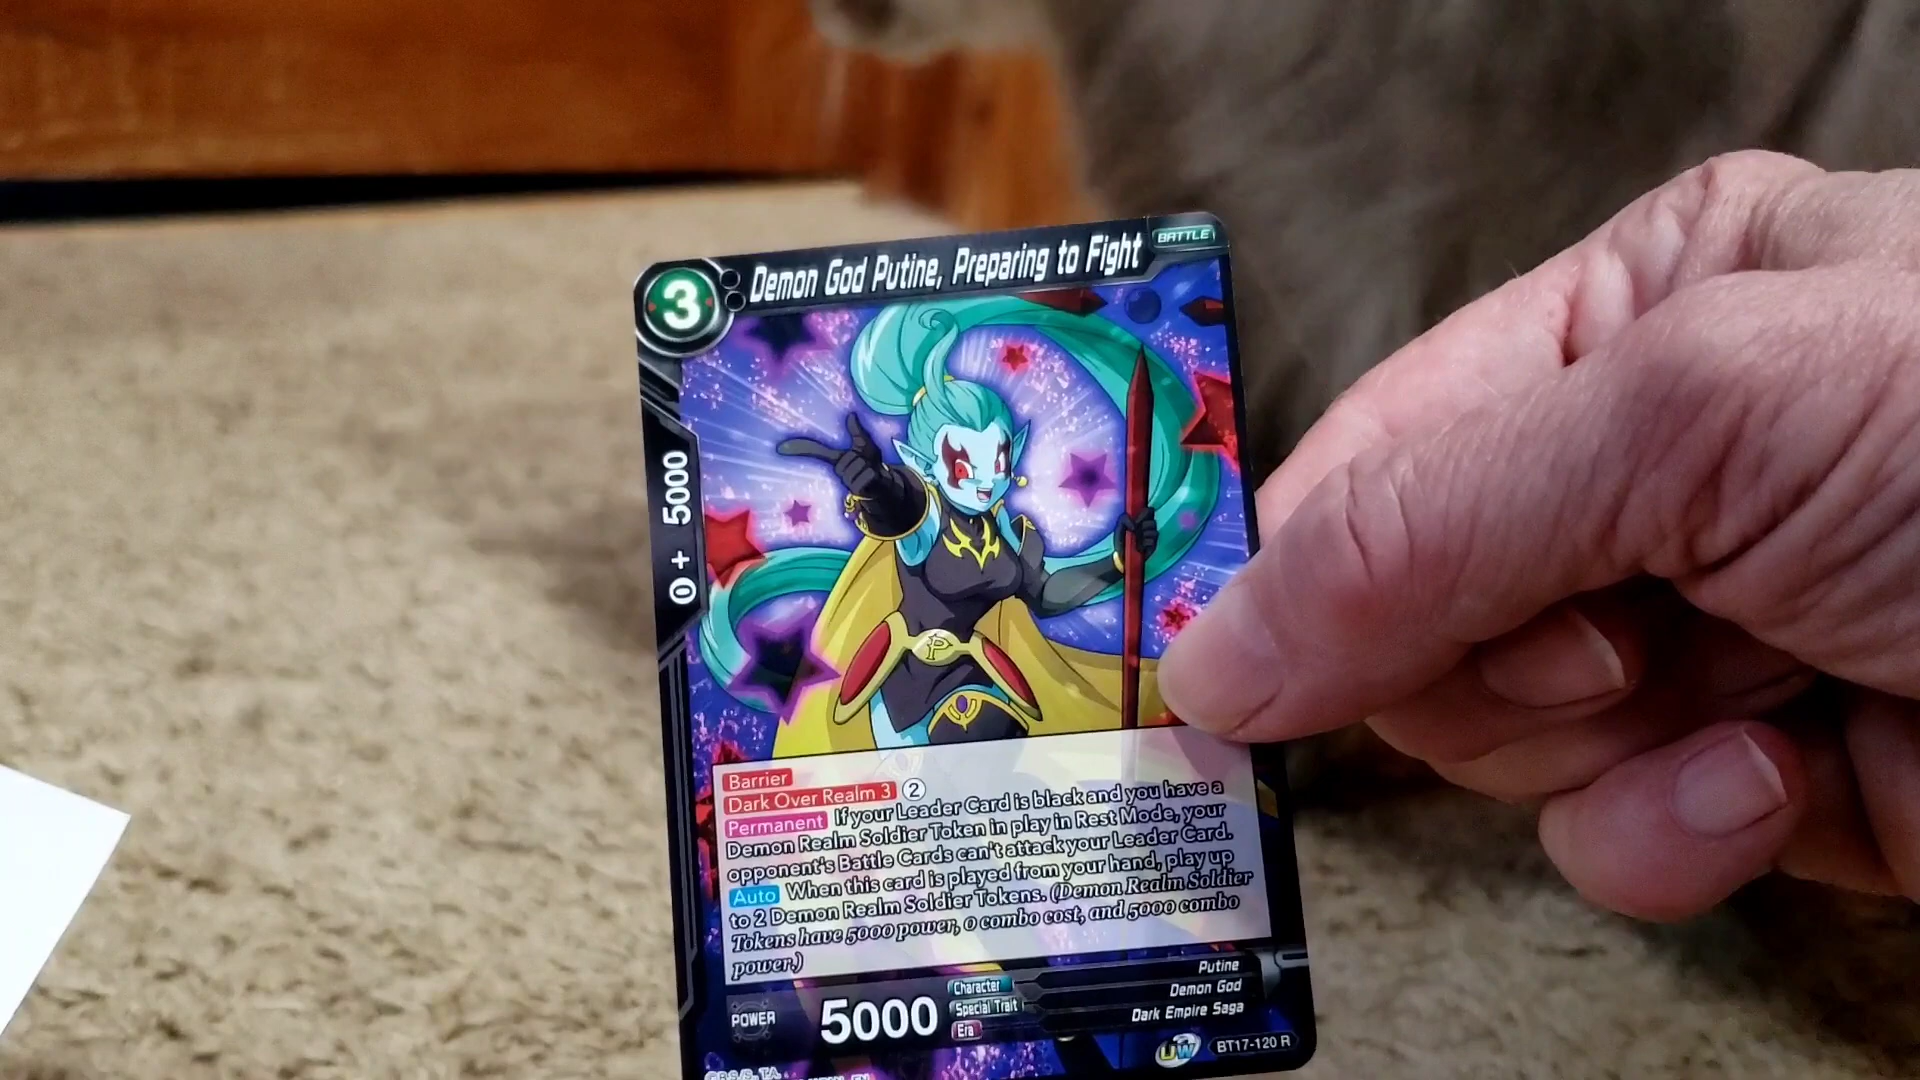 3
Demon God Putine, Preparing to Fight
BATTLE
0 + 5000
P
Barrier
Dark Over Realm 3 2
Permanent If your Leader Card is black and you have a
Demon Realm Soldier Token in play in Rest Mode, your
opponent's Battle Cards can't attack your Leader Card.
Auto When this card is played from your hand, play up
to 2 Demon Realm Soldier Tokens. (Demon Realm Soldier
Tokens have 5000 power, 0 combo cost, and 5000 combo
power.)
POWER 5000
Character Putine
Special Trait Demon God
Era Dark Empire Saga
UW BT17-120 R